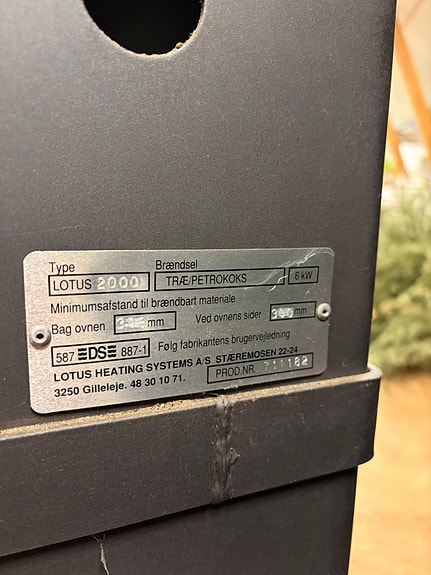 Type Brændsel
LOTUS 2000 TRÆ/PETROKOKS 6 kW
Minimumsafstand til brændbart materiale
Bag ovnen mm Ved ovnens sider mm
587 DS 887-1 Følg fabrikantens brugervejledning
LOTUS HEATING SYSTEMS A/S STÆREMOSEN 22-24
3250 Gilleleje. 48 30 10 71. PROD.NR. 711182